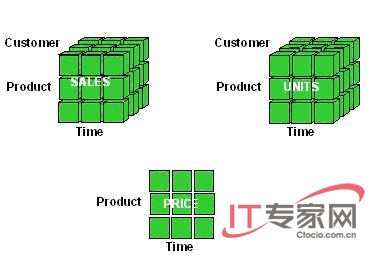 Customer
Product
SALES
Time
Customer
Product
UNITS
Time
Product
PRICE
Time
IT专家网
Ctocio.com.cn